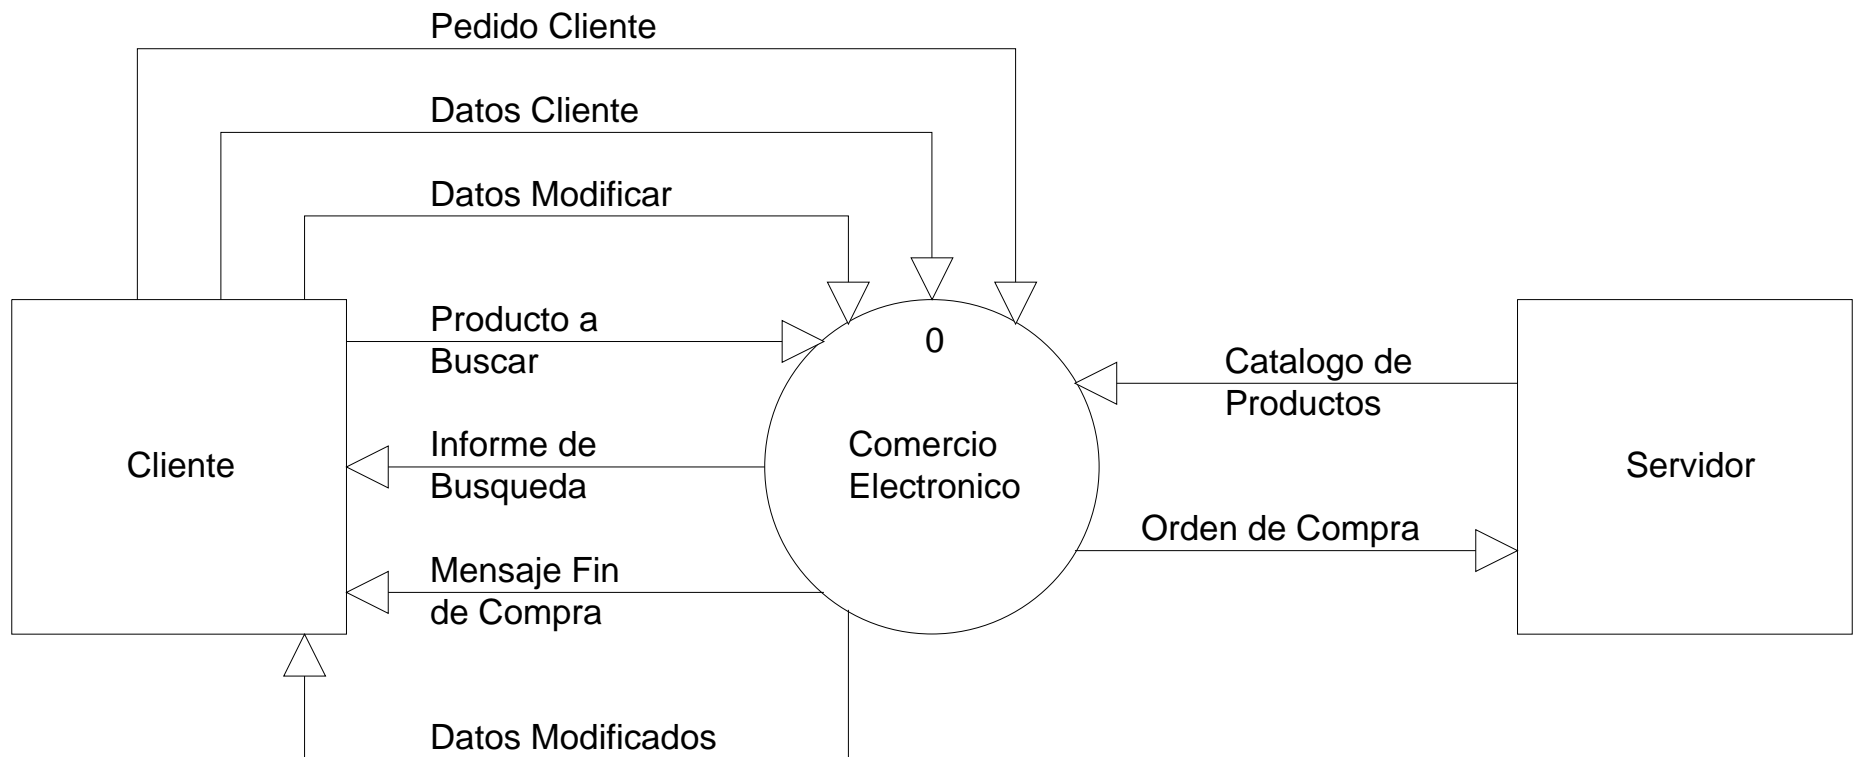 Pedido Cliente
Datos Cliente
Datos Modificar
Producto a
Buscar
0
Catalogo de
Productos
Cliente
Informe de
Busqueda
Comercio
Electronico
Servidor
Orden de Compra
Mensaje Fin
de Compra
Datos Modificados